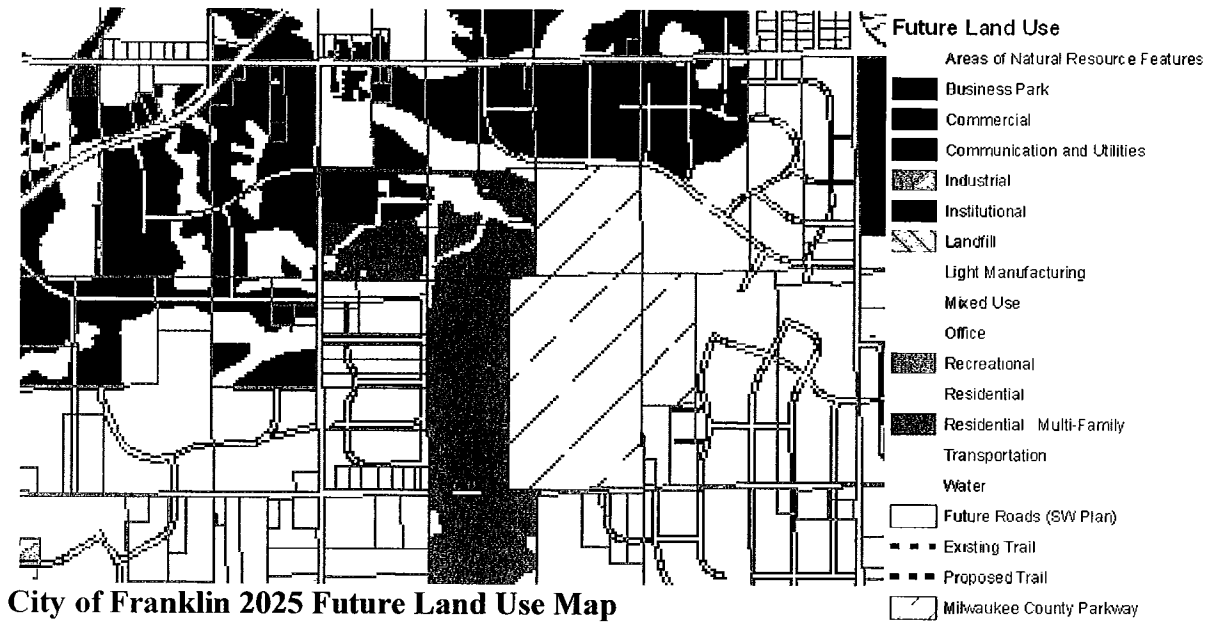 Future Land Use
Areas of Natural Resource Features
Business Park
Commercial
Communication and Utilities
Industrial
Institutional
Landfill
Light Manufacturing
Mixed Use
Office
Recreational
Residential
Residential Multi-Family
Transportation
Water
Future Roads (SW Plan)
Existing Trail
Proposed Trail
Milwaukee County Parkway
City of Franklin 2025 Future Land Use Map